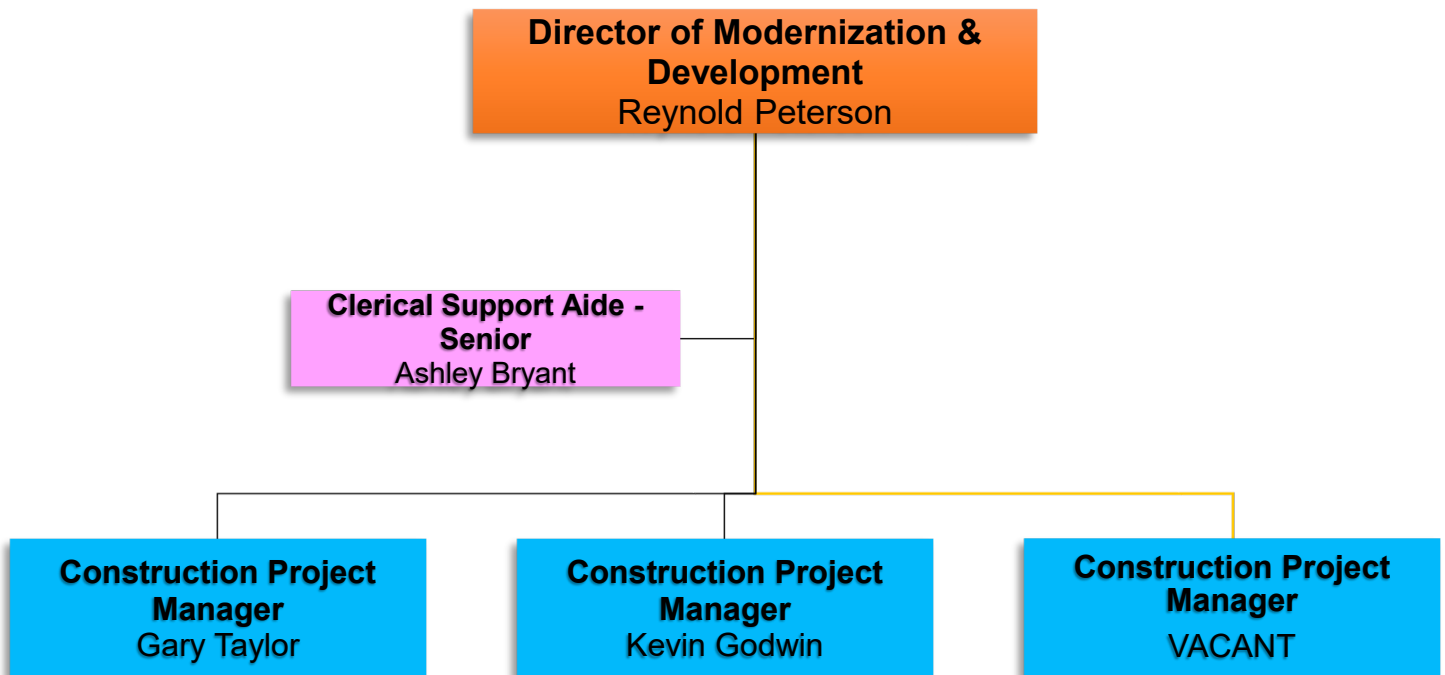 Director of Modernization &
Development
Reynold Peterson
Clerical Support Aide -
Senior
Ashley Bryant
Construction Project
Manager
Gary Taylor
Construction Project
Manager
Kevin Godwin
Construction Project
Manager
VACANT